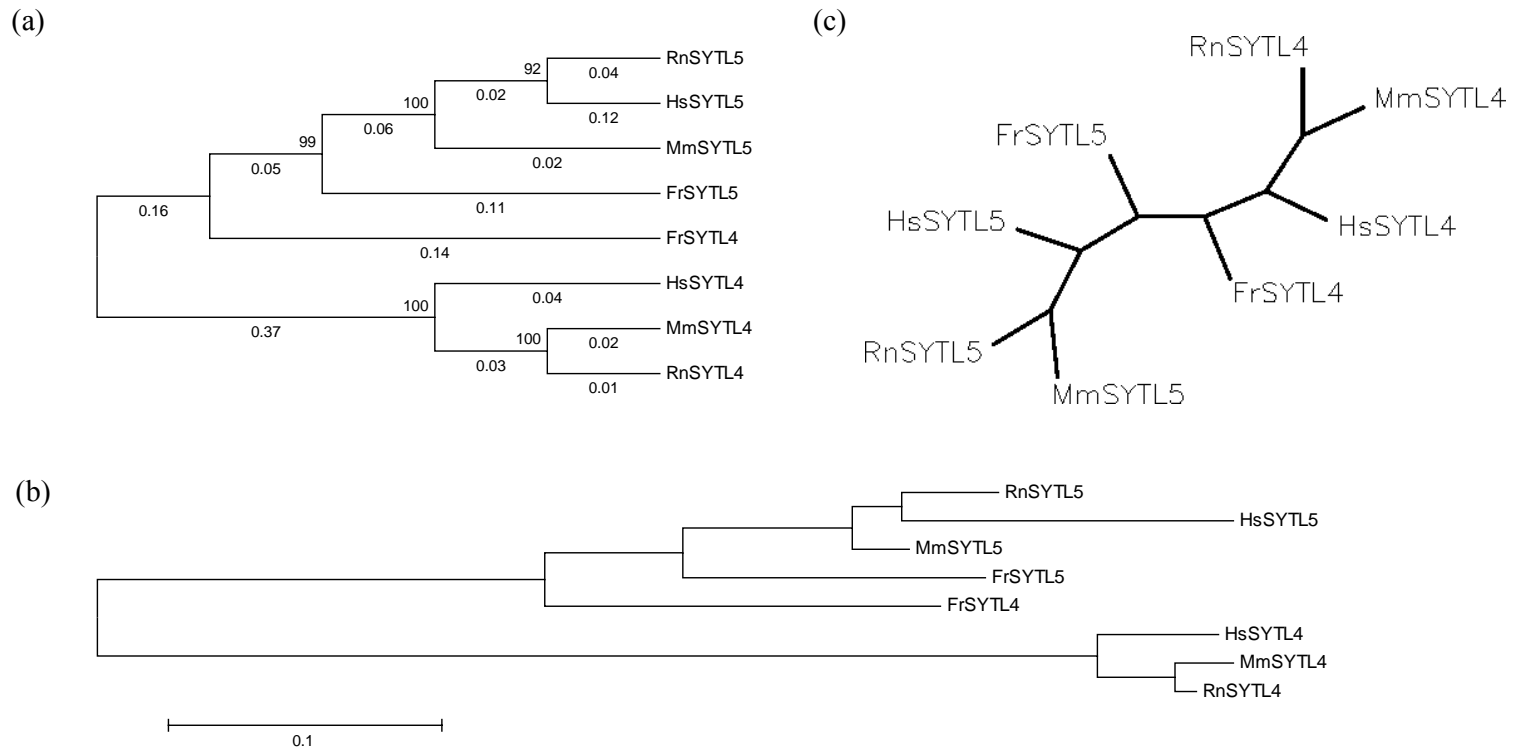 (a)
RnSYTL5
92
0.04
0.02
HsSYTL5
100
0.12
0.06
MmSYTL5
99
0.02
0.05
FrSYTL5
0.16
0.11
FrSYTL4
0.14
HsSYTL4
100
0.04
MmSYTL4
0.37
100
0.02
0.03
RnSYTL4
0.01
(c)
RnSYTL4
MmSYTL4
FrSYTL5
HsSYTL5
HsSYTL4
FrSYTL4
RnSYTL5
MmSYTL5
(b)
RnSYTL5
HsSYTL5
MmSYTL5
FrSYTL5
FrSYTL4
HsSYTL4
MmSYTL4
RnSYTL4
0.1